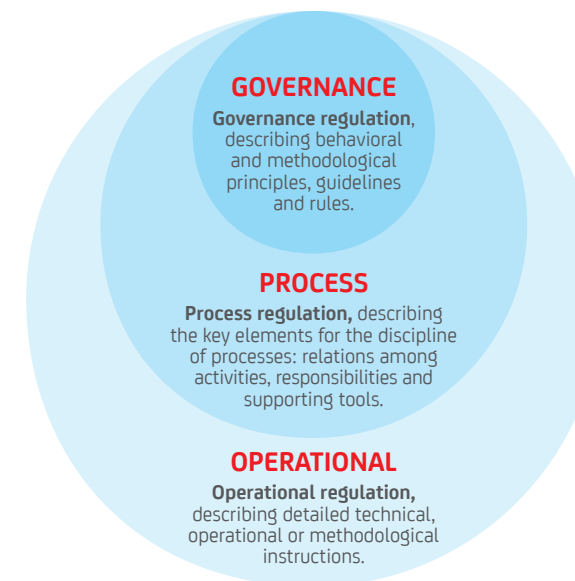 GOVERNANCE
Governance regulation,
describing behavioral
and methodological
principles, guidelines
and rules.
PROCESS
Process regulation, describing
the key elements for the discipline
of processes: relations among
activities, responsibilities and
supporting tools.
OPERATIONAL
Operational regulation,
describing detailed technical,
operational or methodological
instructions.